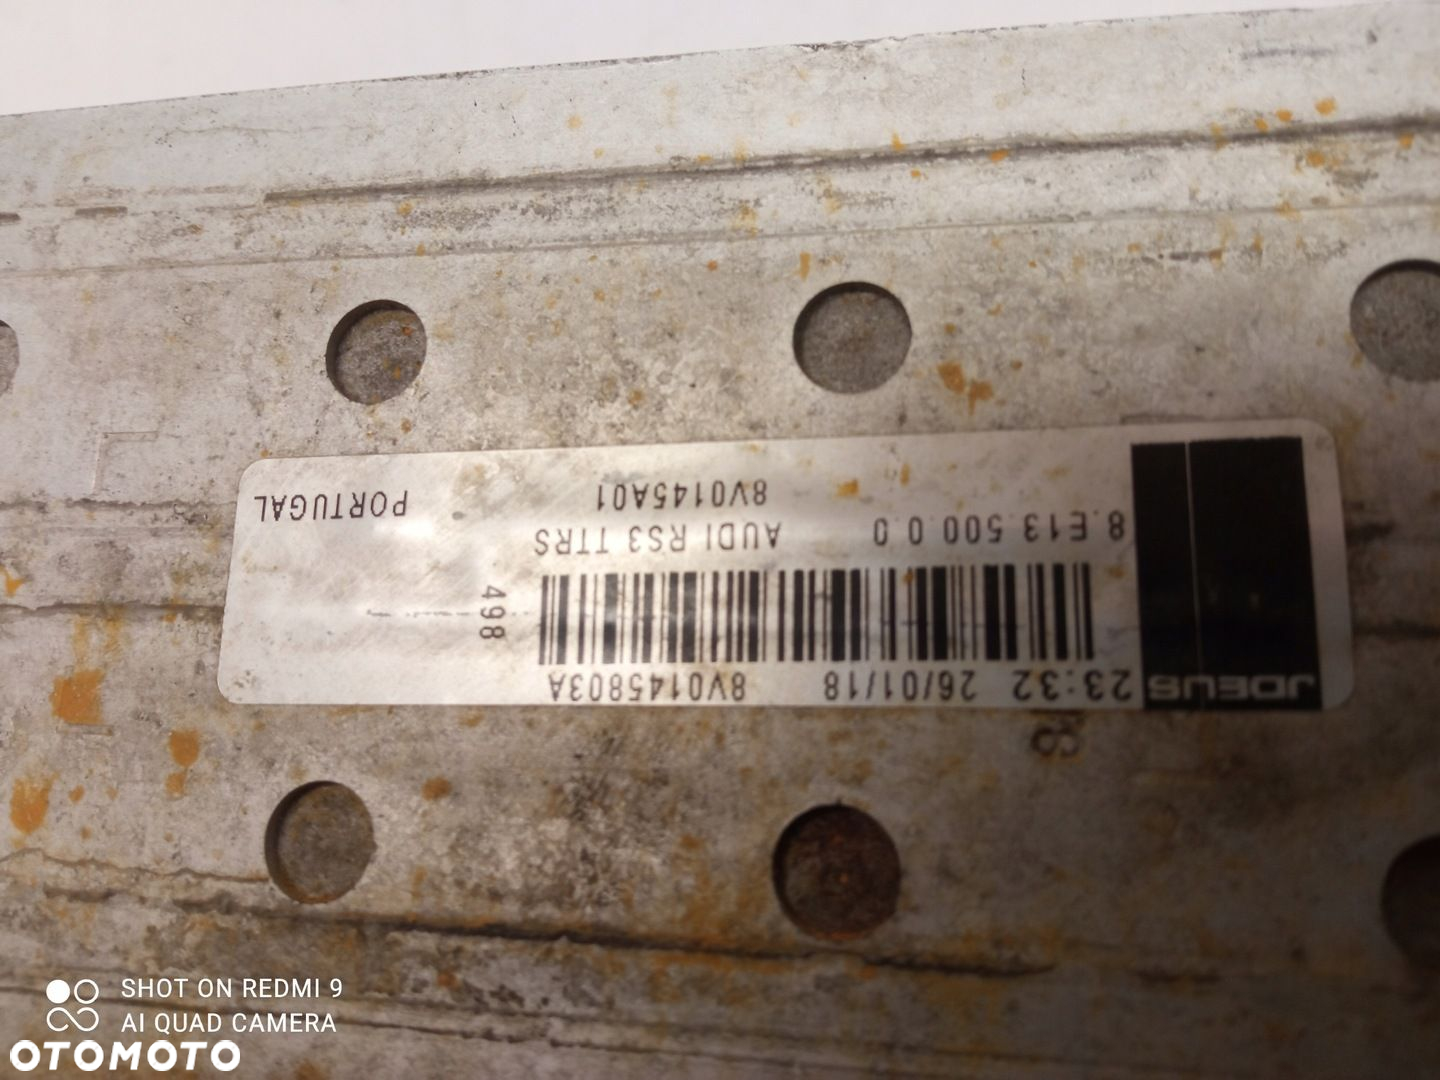 JDEUS
23:32 26/01/18 8V0145803A
498
8.E13.500.0.0 AUDI RS3 TTRS
8V0145A01 PORTUGAL
SHOT ON REDMI 9
AI QUAD CAMERA
OTOMOTO